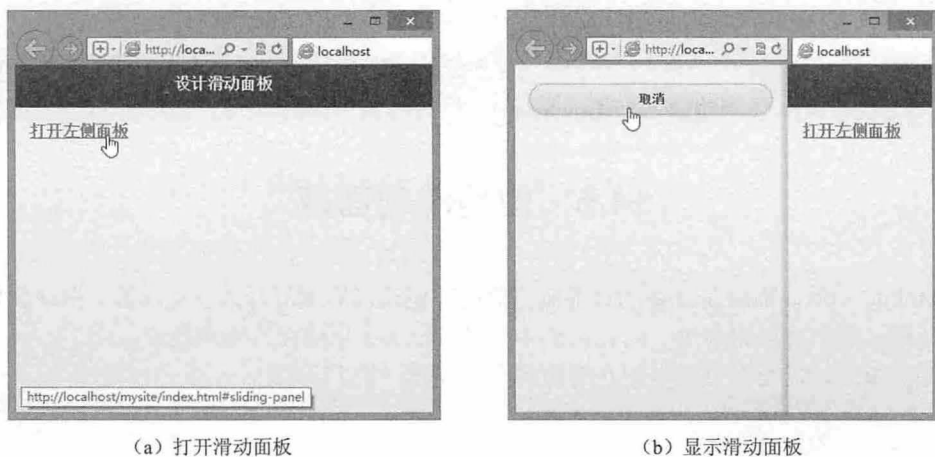 http://loca...
localhost
设计滑动面板
打开左侧面板
http://localhost/mysite/index.html#sliding-panel
(a) 打开滑动面板
http://loca...
localhost
取消
打开左侧面板
(b) 显示滑动面板